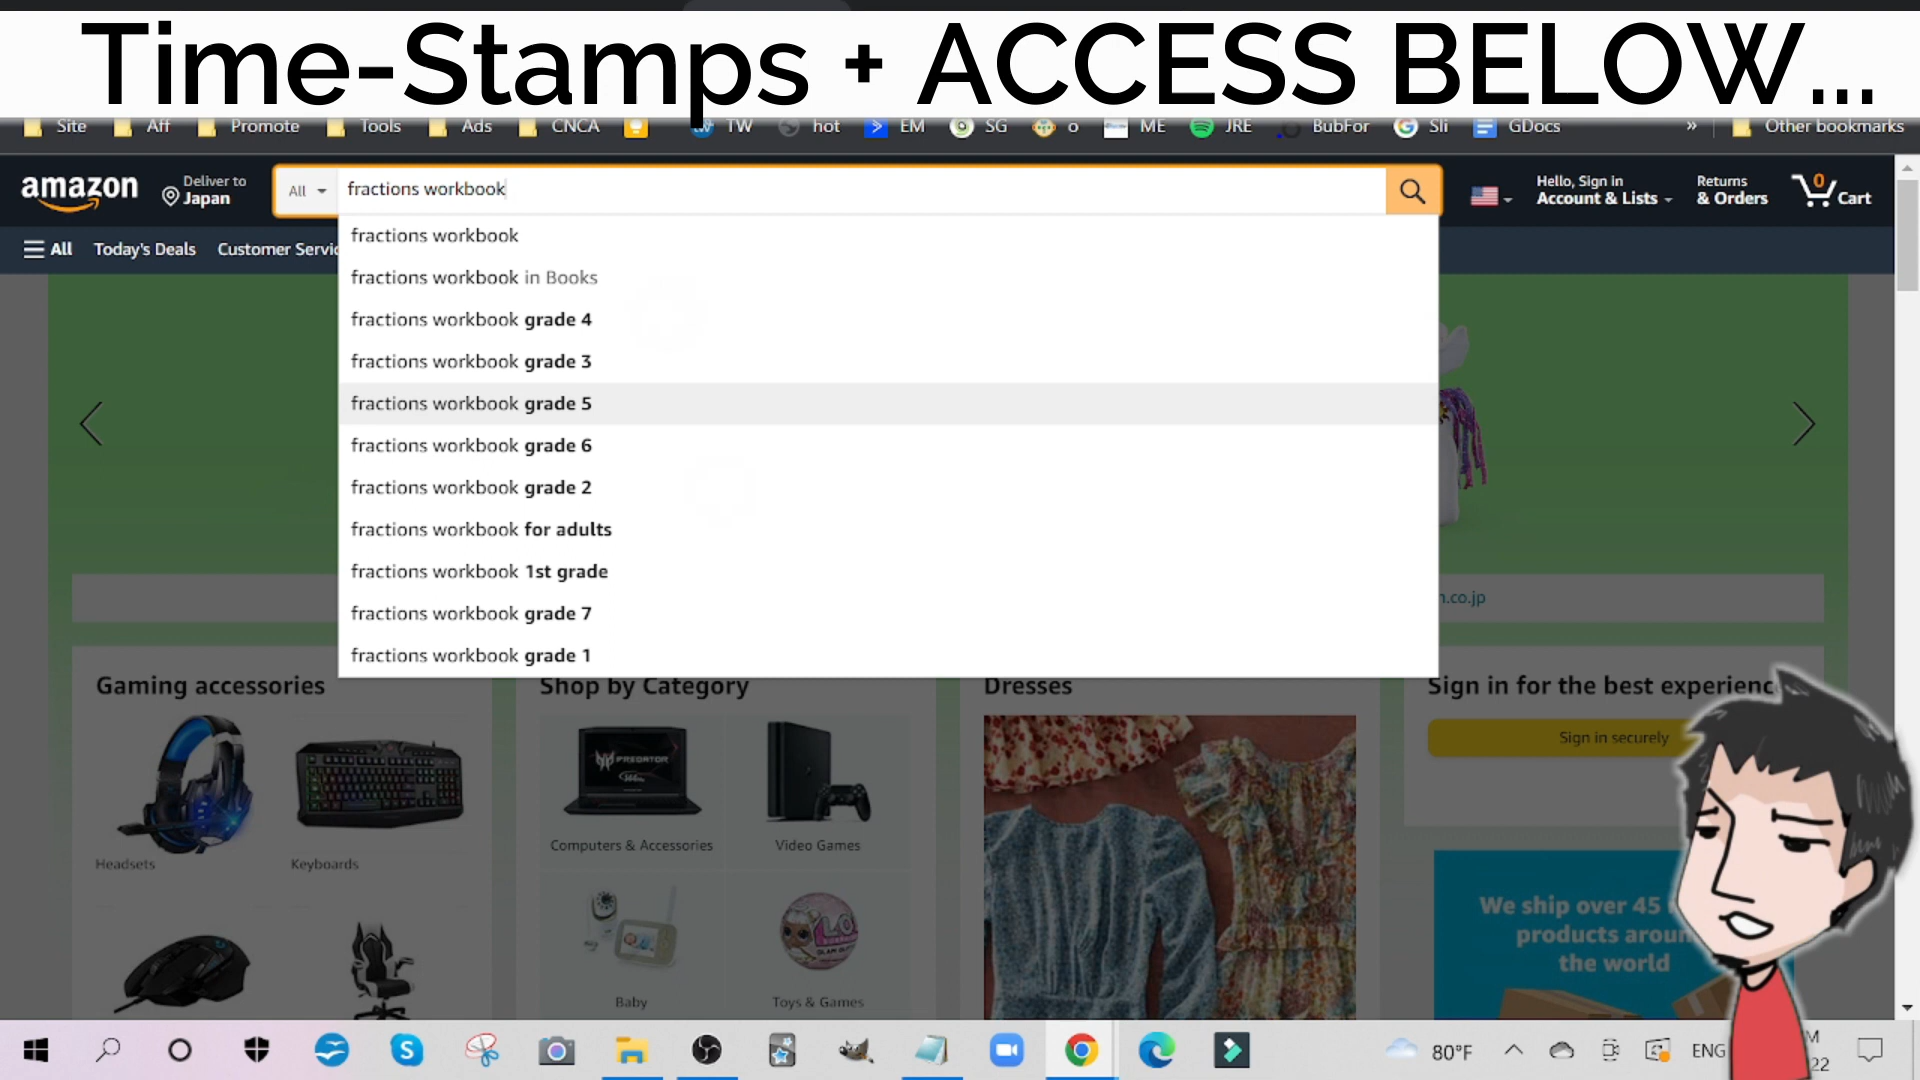 Time-Stamps + ACCESS BELOW...
Site Aff Promote Tools Ads CNCA TW hot EM SG o ME JRE BubFor Sli GDocs » Other bookmarks
amazon
Deliver to
Japan
All
fractions workbook
Hello, Sign in
Account & Lists
Returns
& Orders
0
Cart
All Today's Deals Customer Servi
fractions workbook
fractions workbook in Books
fractions workbook grade 4
fractions workbook grade 3
fractions workbook grade 5
fractions workbook grade 6
fractions workbook grade 2
fractions workbook for adults
fractions workbook 1st grade
fractions workbook grade 7
fractions workbook grade 1
.co.jp
Gaming accessories
Headsets
Keyboards
Shop by Category
PREDATOR
Computers & Accessories
Video Games
Baby
Toys & Games
Dresses
Sign in for the best experienc
Sign in securely
We ship over 45
products aroun
the world
80°F
ENG
M
22